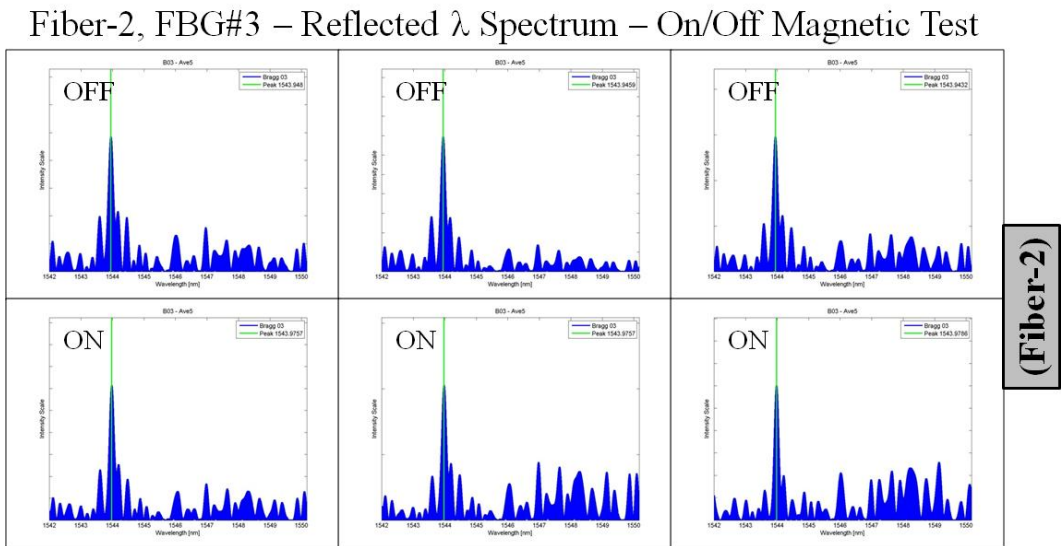 Fiber-2, FBG#3 – Reflected λ Spectrum – On/Off Magnetic Test
B03 - Ave5
OFF
Bragg 03
Peak 1543.948
Intensity Scale
1542 1543 1544 1545 1546 1547 1548 1549 1550
Wavelength [nm]
B03 - Ave5
OFF
Bragg 03
Peak 1543.9459
Intensity Scale
1542 1543 1544 1545 1546 1547 1548 1549 1550
Wavelength [nm]
B03 - Ave5
OFF
Bragg 03
Peak 1543.9432
Intensity Scale
1542 1543 1544 1545 1546 1547 1548 1549 1550
Wavelength [nm]
(Fiber-2)
B03 - Ave5
ON
Bragg 03
Peak 1543.9757
Intensity Scale
1542 1543 1544 1545 1546 1547 1548 1549 1550
Wavelength [nm]
B03 - Ave5
ON
Bragg 03
Peak 1543.9757
Intensity Scale
1542 1543 1544 1545 1546 1547 1548 1549 1550
Wavelength [nm]
B03 - Ave5
ON
Bragg 03
Peak 1543.9786
Intensity Scale
1542 1543 1544 1545 1546 1547 1548 1549 1550
Wavelength [nm]